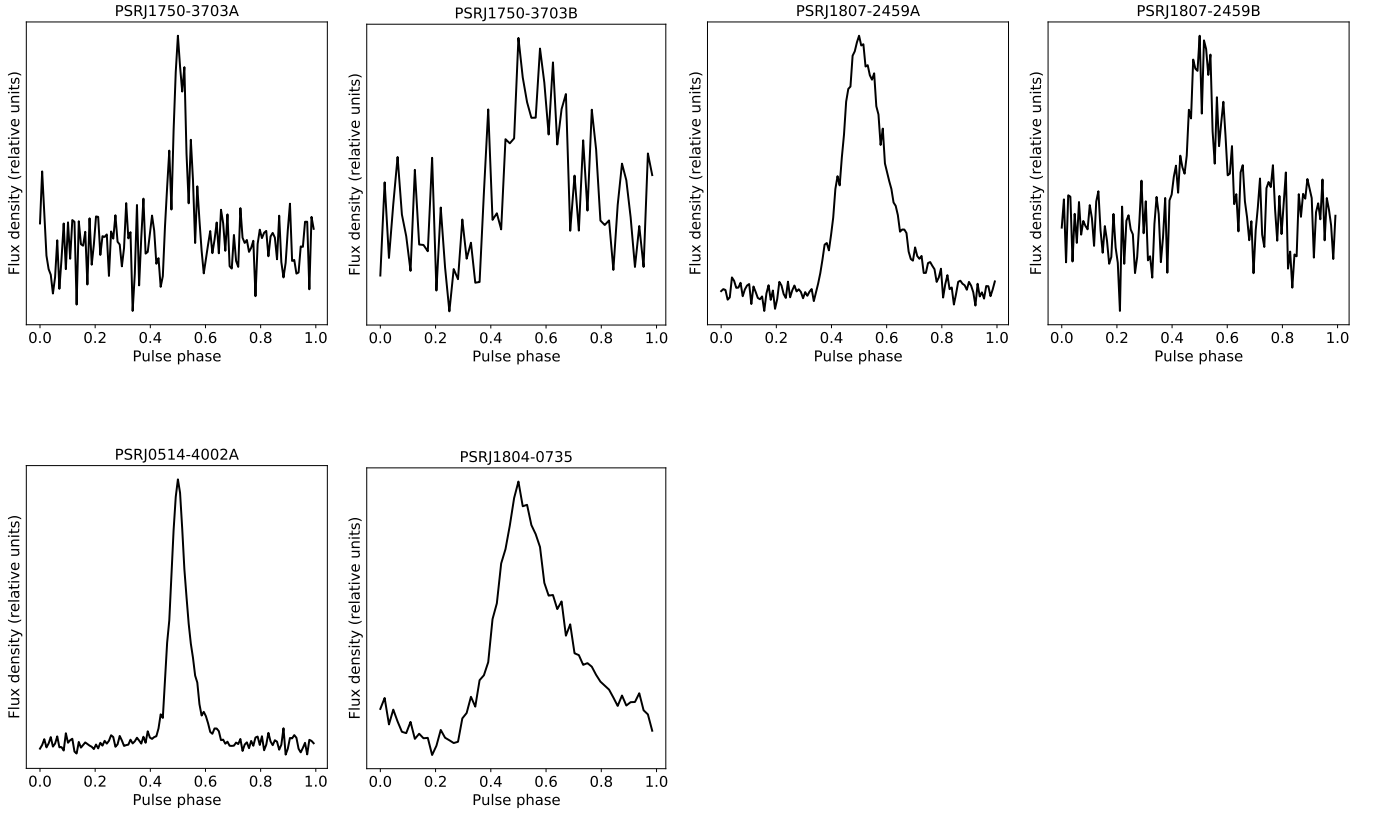 PSRJ1750-3703A
Flux density (relative units)
0.0 0.2 0.4 0.6 0.8 1.0
Pulse phase
PSRJ1750-3703B
Flux density (relative units)
0.0 0.2 0.4 0.6 0.8 1.0
Pulse phase
PSRJ1807-2459A
Flux density (relative units)
0.0 0.2 0.4 0.6 0.8 1.0
Pulse phase
PSRJ1807-2459B
Flux density (relative units)
0.0 0.2 0.4 0.6 0.8 1.0
Pulse phase
PSRJ0514-4002A
Flux density (relative units)
0.0 0.2 0.4 0.6 0.8 1.0
Pulse phase
PSRJ1804-0735
Flux density (relative units)
0.0 0.2 0.4 0.6 0.8 1.0
Pulse phase